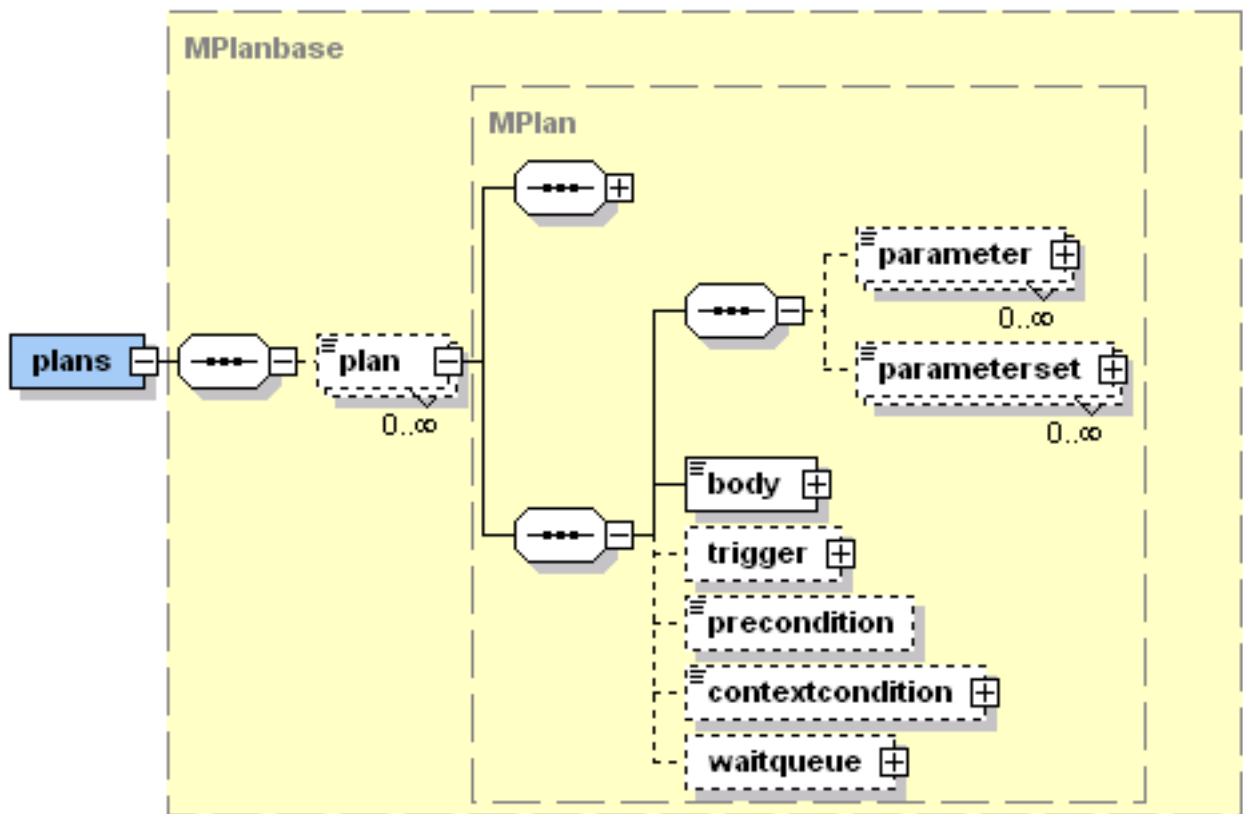 MPlanbase
MPlan
parameter
0..∞
plans
plan
0..∞
parameterset
0..∞
body
trigger
precondition
contextcondition
waitqueue